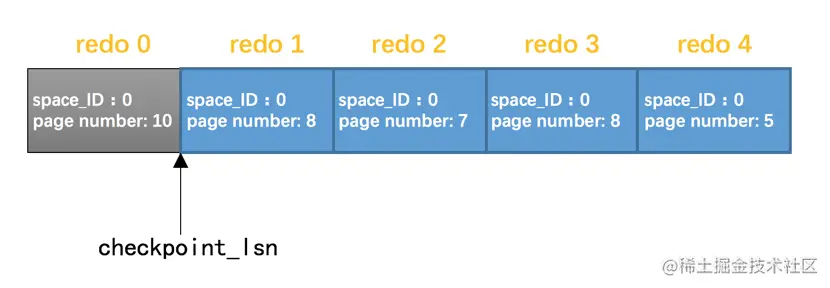 redo 0 redo 1 redo 2 redo 3 redo 4
space_ID：0 space_ID：0 space_ID：0 space_ID：0 space_ID：0
page number: 10 page number: 8 page number: 7 page number: 8 page number: 5
checkpoint_lsn
@稀土掘金技术社区